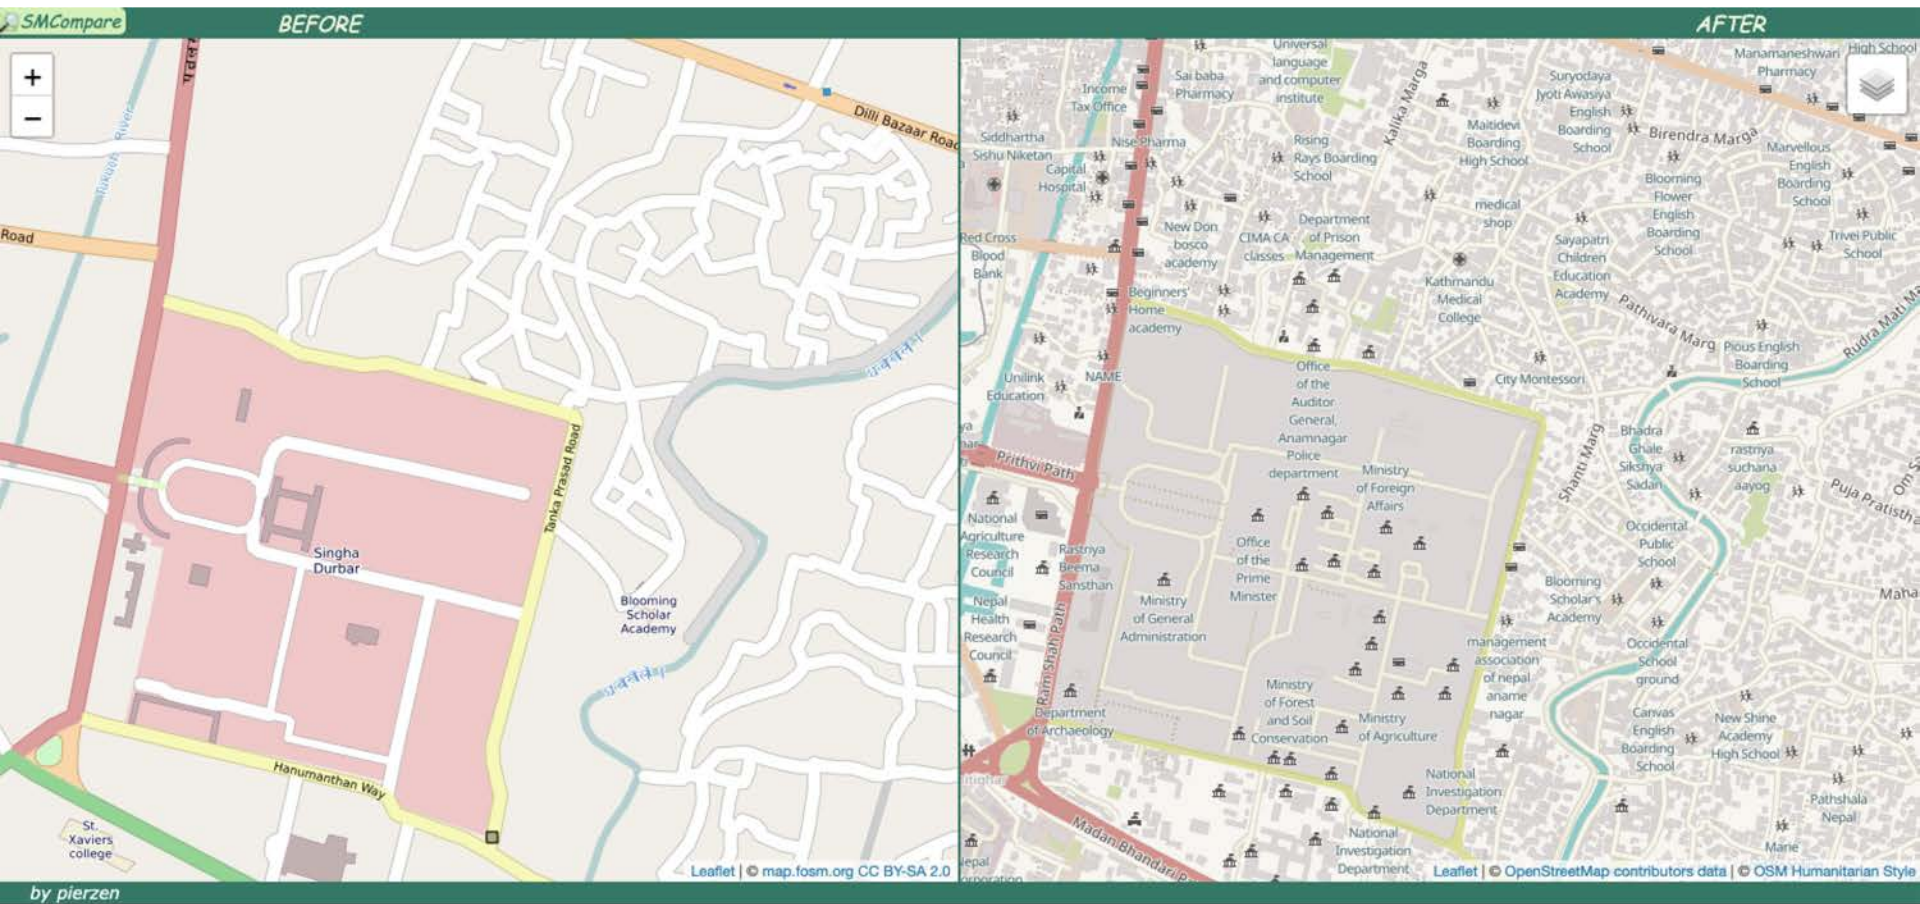 SMCompare
BEFORE
AFTER
+
−
Tukucha River
Road
Dilli Bazaar Road
Tanka Prasad Road
Singha
Durbar
Blooming
Scholar
Academy
Hanumanthan Way
St.
Xaviers
college
Leaflet | © map.fosm.org CC BY-SA 2.0
by pierzen
Universal
language
and computer
institute
Sai baba
Pharmacy
Income
Tax Office
Siddhartha
Sishu Niketan
Nise Pharma
Capital
Hospital
Rising
Rays Boarding
School
Kalika Marga
Maitidevi
Boarding
High School
Suryodaya
Jyoti Awasiya
English
Boarding
School
Manamaneshwari
Pharmacy
High School
Birendra Marga
Marvellous
English
Boarding
School
Blooming
Flower
English
Boarding
School
medical
shop
Trivei Public
School
Red Cross
Blood
Bank
New Don
bosco
academy
CIMA CA
classes
Department
of Prison
Management
Kathmandu
Medical
College
Sayapatri
Children
Education
Academy
Pathivara Marg
Rudra Mati Ma
Beginners'
Home
academy
Pious English
Boarding
School
Unilink
Education
NAME
City Montessori
Office
of the
Auditor
General,
Anamnagar
Police
department
Ministry
of Foreign
Affairs
Shanti Marg
Bhadra
Ghale
Siksnya
Sadan
rastriya
suchana
aayog
Puja Pratistha
Om Sa
Prithvi Path
National
Agriculture
Research
Council
Rastriya
Beema
Sansthan
Office
of the
Prime
Minister
Occidental
Public
School
Blooming
Scholar's
Academy
Maha
Nepal
Health
Research
Council
Ministry
of General
Administration
Ram Shah Path
management
association
of nepal
aname
nagar
Occidental
School
ground
Department
of Archaeology
Ministry
of Forest
and Soil
Conservation
Ministry
of Agriculture
Canvas
English
Boarding
School
New Shine
Academy
High School
National
Investigation
Department
Pathshala
Nepal
Marie
Madan Bhandari P
National
Investigation
Department
Leaflet | © OpenStreetMap contributors data | © OSM Humanitarian Style